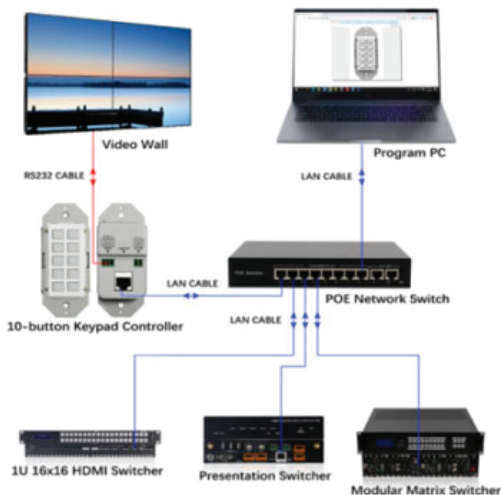 Video Wall
Program PC
RS232 CABLE
LAN CABLE
LAN CABLE
POE Network Switch
LAN CABLE
10-button Keypad Controller
1U 16x16 HDMI Switcher
Presentation Switcher
Modular Matrix Switcher